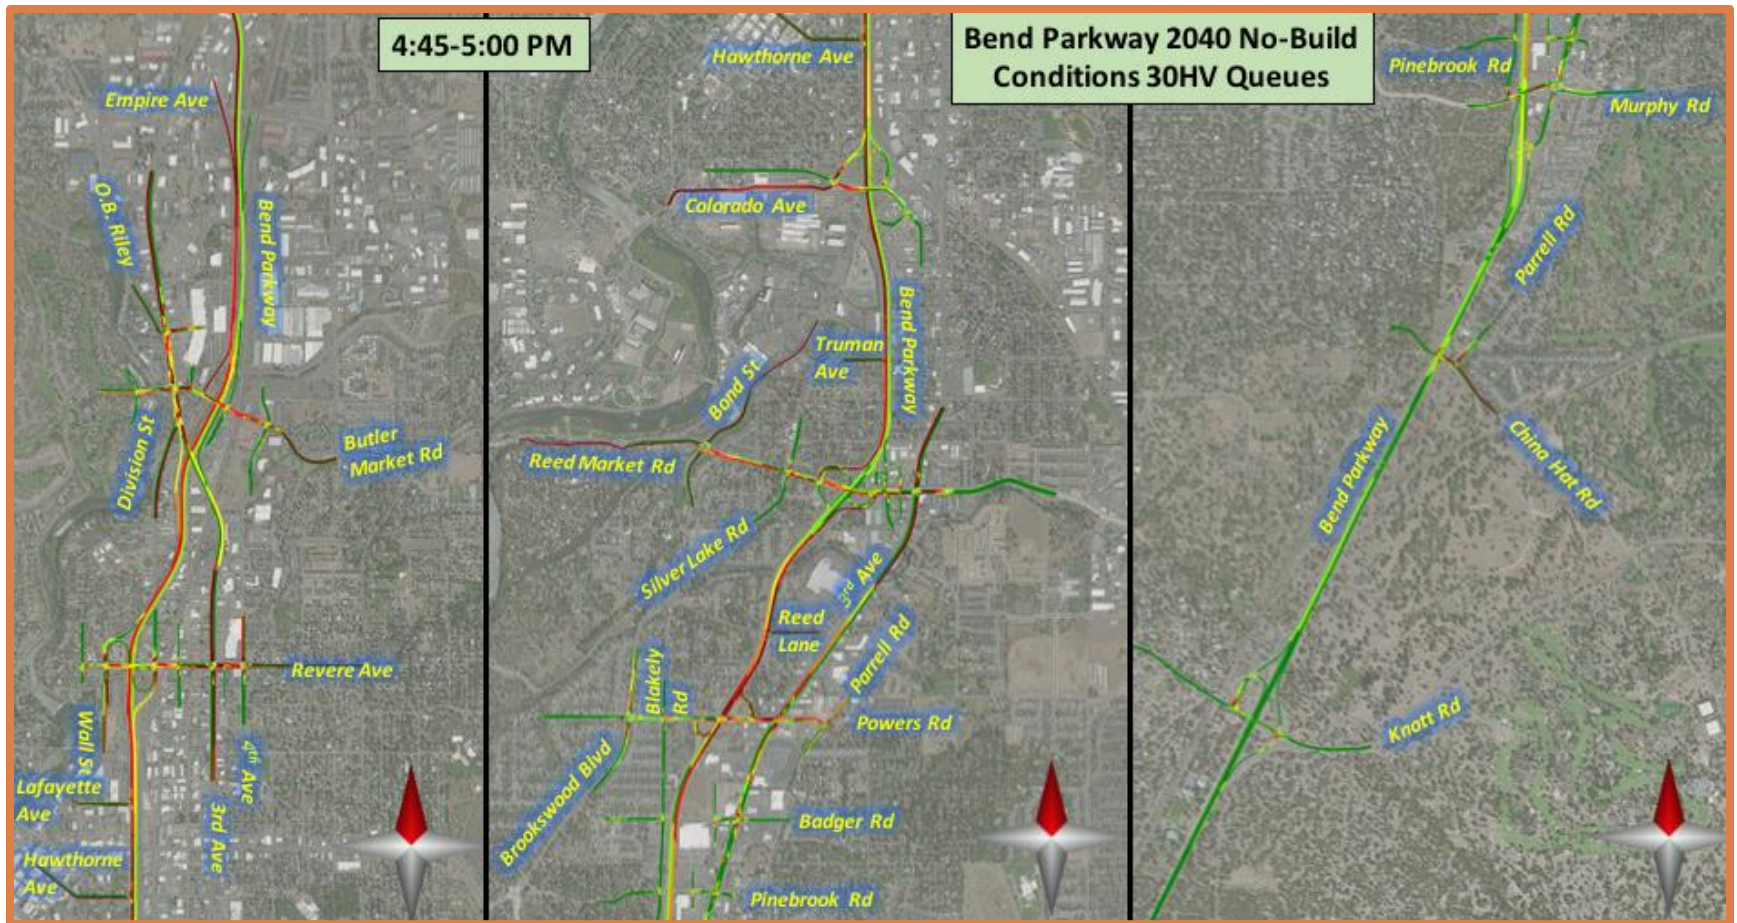 4:45-5:00 PM
Bend Parkway 2040 No-Build
Conditions 30HV Queues
Empire Ave
O.B. Riley
Bend Parkway
Division St
Butler
Market Rd
Revere Ave
Wall St
4th Ave
3rd Ave
Lafayette
Ave
Hawthorne
Ave
Hawthorne Ave
Colorado Ave
Bend Parkway
Truman
Ave
Bond St
Reed Market Rd
Silver Lake Rd
3rd Ave
Reed
Lane
Parrell Rd
Blakely
Rd
Powers Rd
Brookswood Blvd
Badger Rd
Pinebrook Rd
Pinebrook Rd
Murphy Rd
Parrell Rd
China Hat Rd
Bend Parkway
Knott Rd